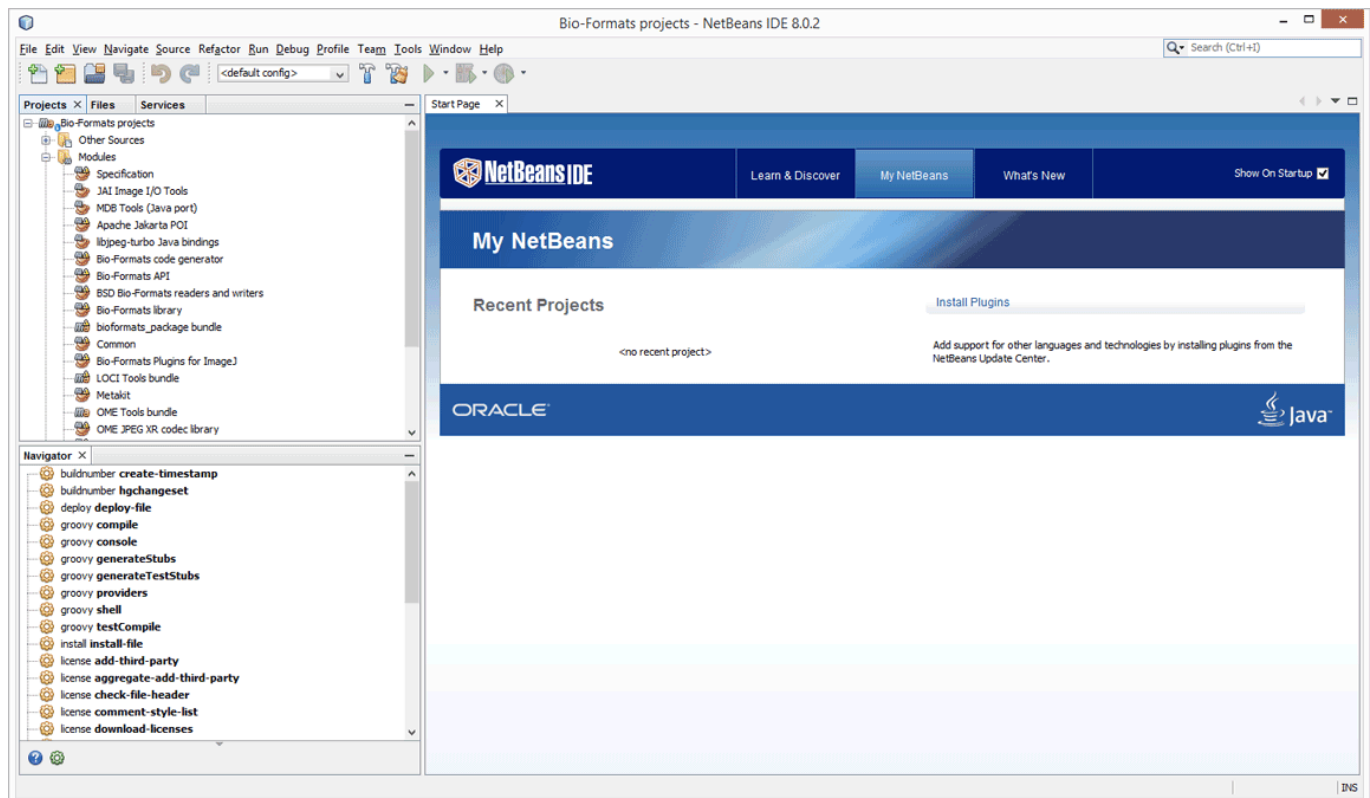 Bio-Formats projects - NetBeans IDE 8.0.2
File Edit View Navigate Source Refactor Run Debug Profile Team Tools Window Help
Search (Ctrl+I)
<default config>
Projects Files Services
Bio-Formats projects
Other Sources
Modules
Specification
JAI Image I/O Tools
MDB Tools (Java port)
Apache Jakarta POI
libjpeg-turbo Java bindings
Bio-Formats code generator
Bio-Formats API
BSD Bio-Formats readers and writers
Bio-Formats library
bioformats_package bundle
Common
Bio-Formats Plugins for ImageJ
LOCI Tools bundle
Metakit
OME Tools bundle
OME JPEG XR codec library
Navigator
buildnumber create-timestamp
buildnumber hgchangeset
deploy deploy-file
groovy compile
groovy console
groovy generateStubs
groovy generateTestStubs
groovy providers
groovy shell
groovy testCompile
install install-file
license add-third-party
license aggregate-add-third-party
license check-file-header
license comment-style-list
license download-licenses
Start Page
NetBeans IDE
Learn & Discover
My NetBeans
What's New
Show On Startup
My NetBeans
Recent Projects
<no recent project>
Install Plugins
Add support for other languages and technologies by installing plugins from the
NetBeans Update Center.
ORACLE
Java
INS